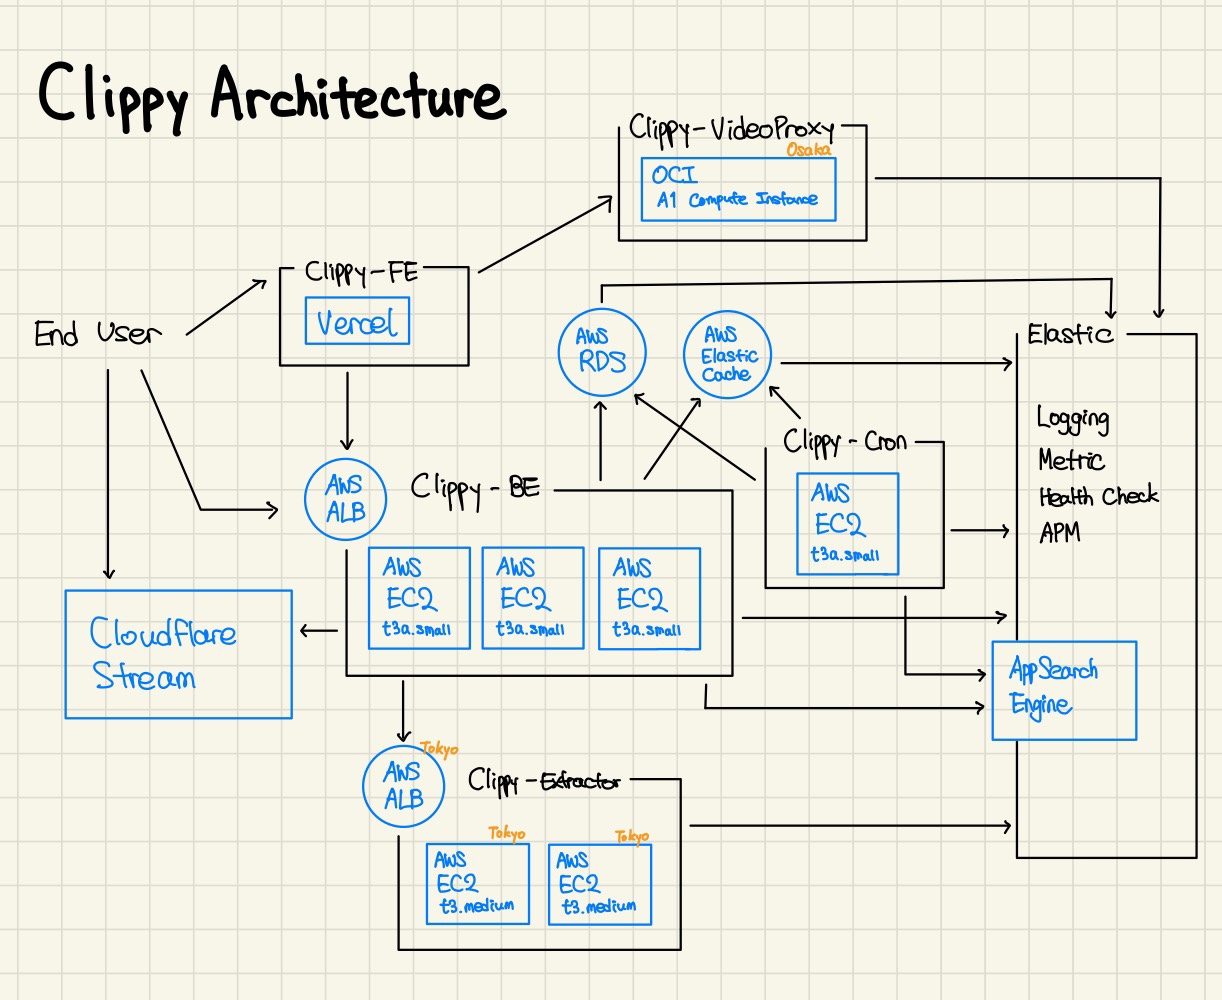 Clippy Architecture
Clippy-VideoProxy
Osaka
OCI
A1 Compute Instance
Clippy-FE
Vercel
End User
AWS
RDS
AWS
Elastic
Cache
Elastic
Logging
Metric
Health Check
APM
Clippy-Cron
AWS
EC2
t3a.small
AWS
ALB
Clippy-BE
AWS
EC2
t3a.small
AWS
EC2
t3a.small
AWS
EC2
t3a.small
CloudFlare
Stream
AppSearch
Engine
Tokyo
AWS
ALB
Clippy-Extractor
Tokyo
AWS
EC2
t3.medium
Tokyo
AWS
EC2
t3.medium